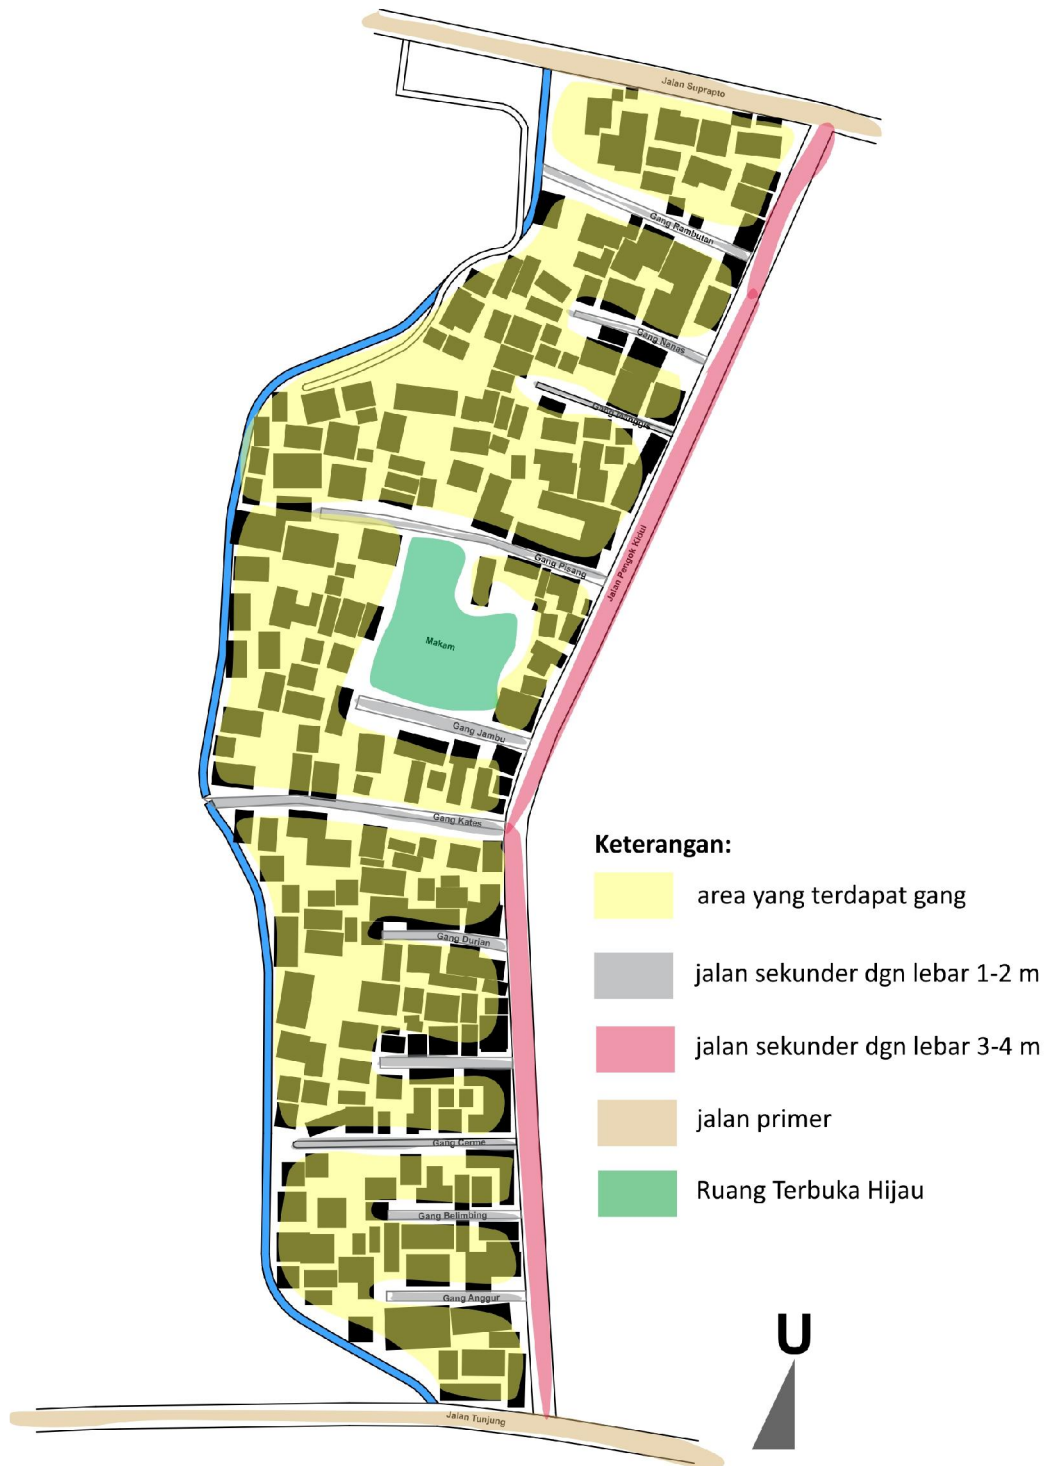 Jalan Suprapto
Gang Rambutan
Gang Nanas
Gang Manggis
Jalan Pengok Kidul
Gang Pisang
Makam
Gang Jambu
Gang Kates
Keterangan:
area yang terdapat gang
Gang Durian
jalan sekunder dgn lebar 1-2 m
jalan sekunder dgn lebar 3-4 m
jalan primer
Gang Cerme
Ruang Terbuka Hijau
Gang Belimbing
Gang Anggur
U
Jalan Tunjung